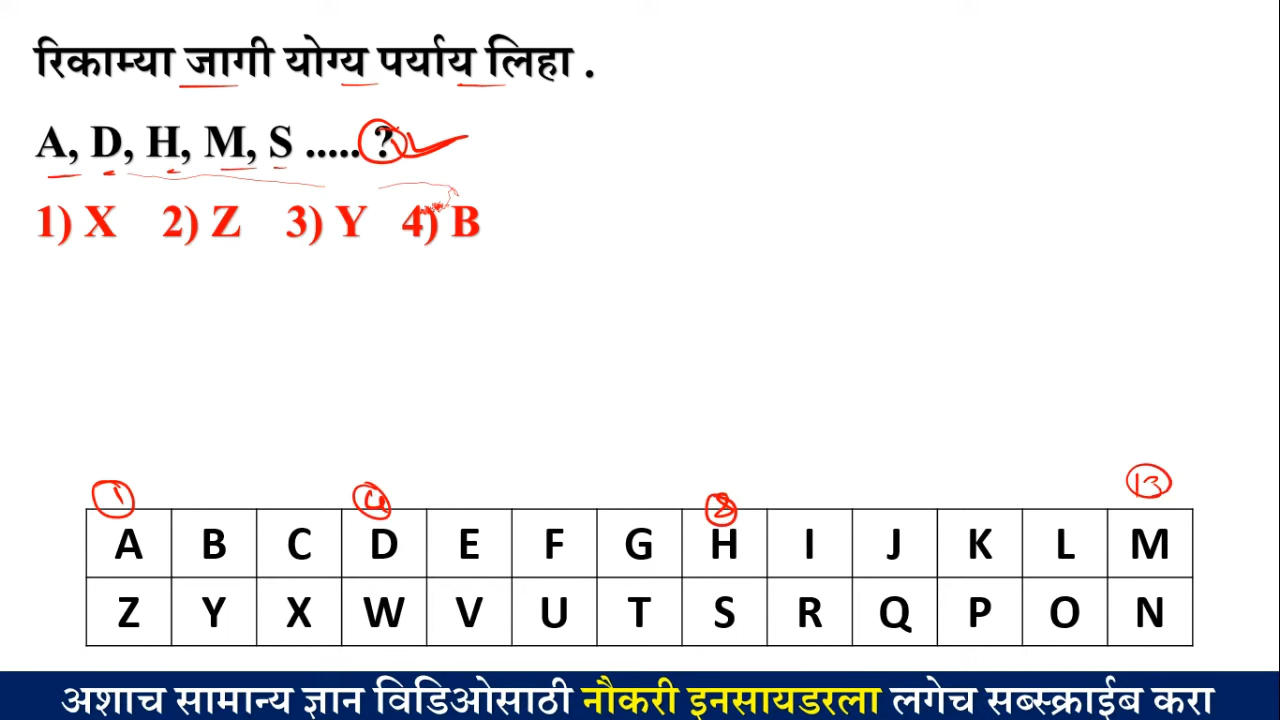 रिकाम्या जागी योग्य पर्याय लिहा .
A, D, H, M, S ..... ?
1) X 2) Z 3) Y 4) B
1 4 8 13
A B C D E F G H I J K L M
Z Y X W V U T S R Q P O N
अशाच सामान्य ज्ञान विडिओसाठी नौकरी इनसायडरला लगेच सब्स्क्राईब करा